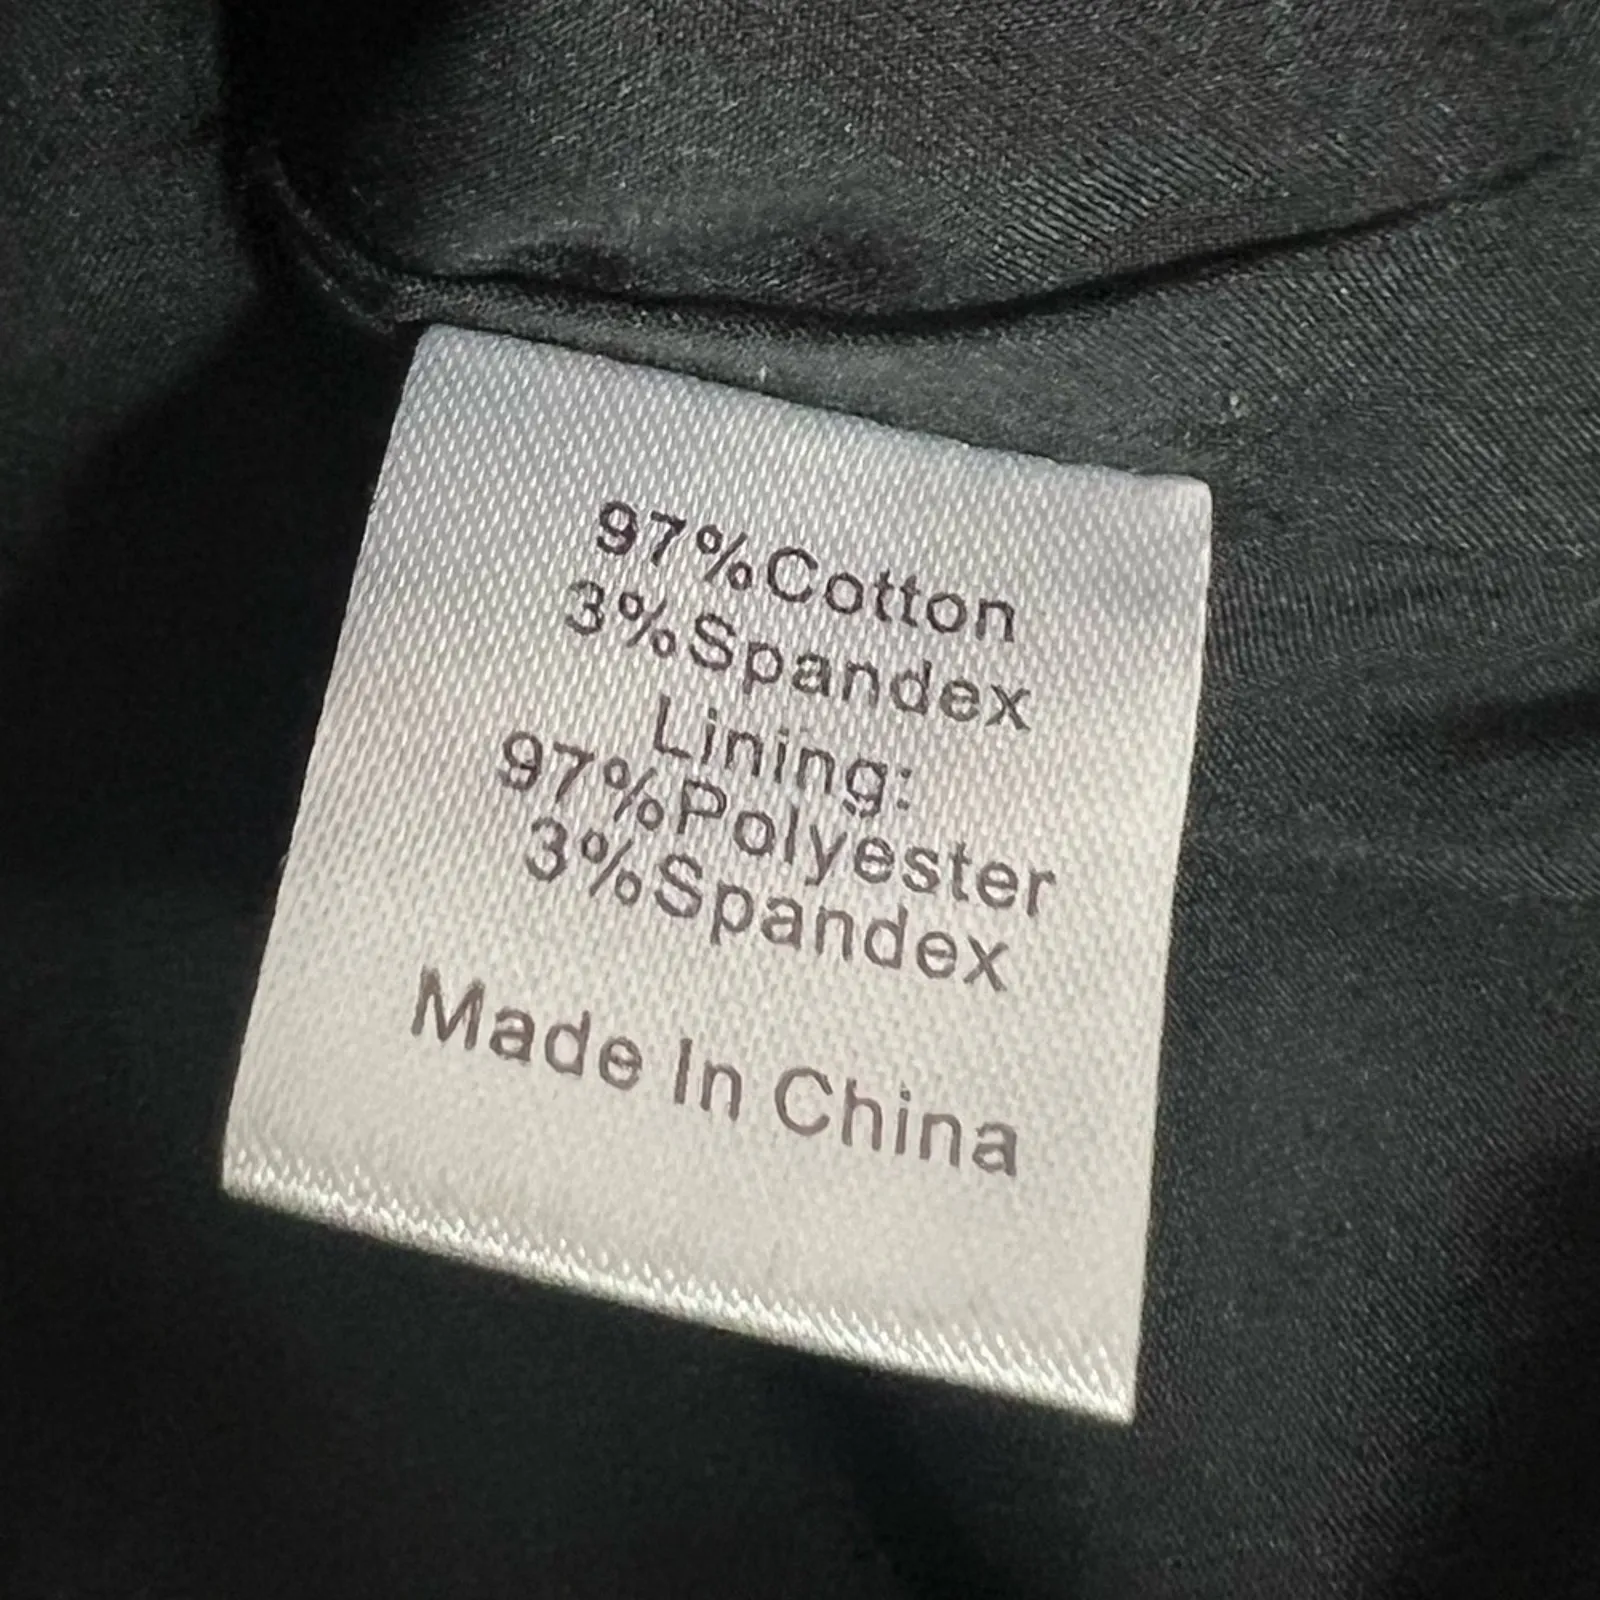 97%Cotton
3%Spandex
Lining:
97%Polyester
3%Spandex
Made In China